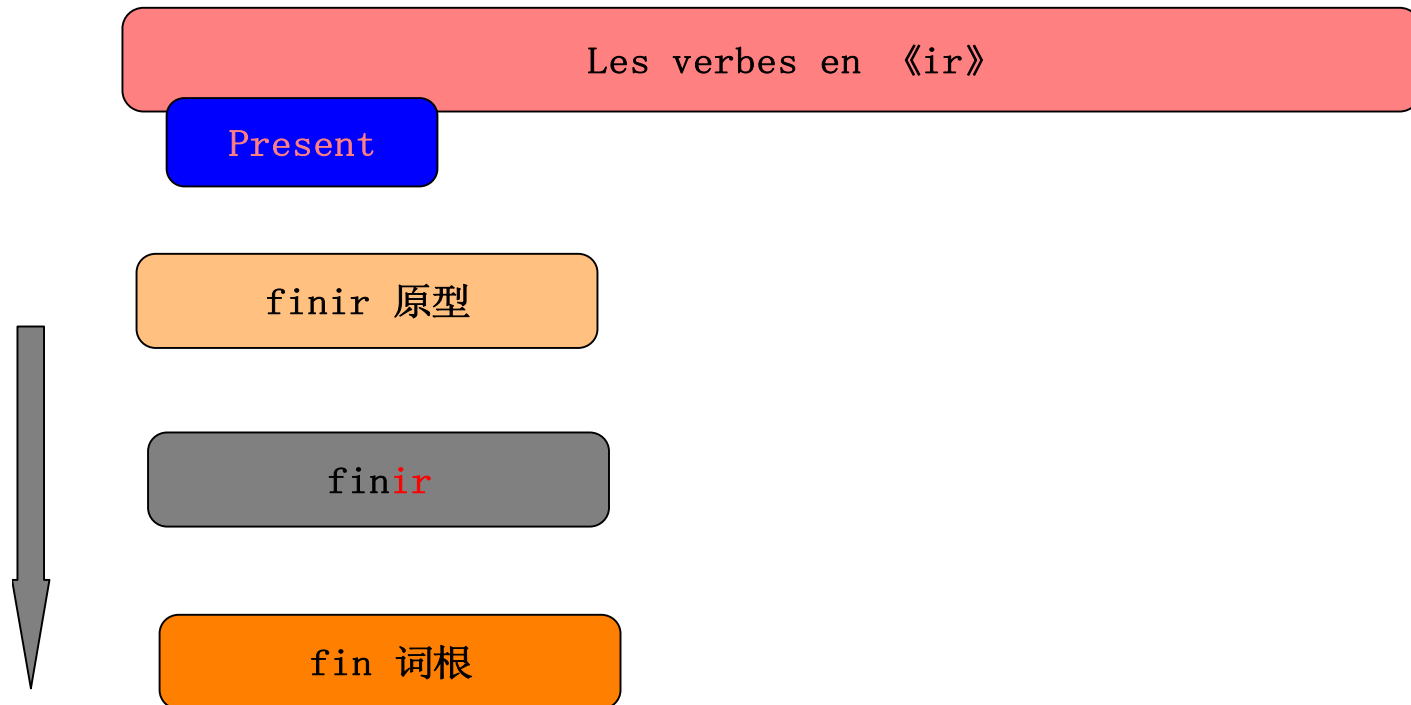 Les verbes en 《ir》
Present
finir 原型
finir
fin 词根